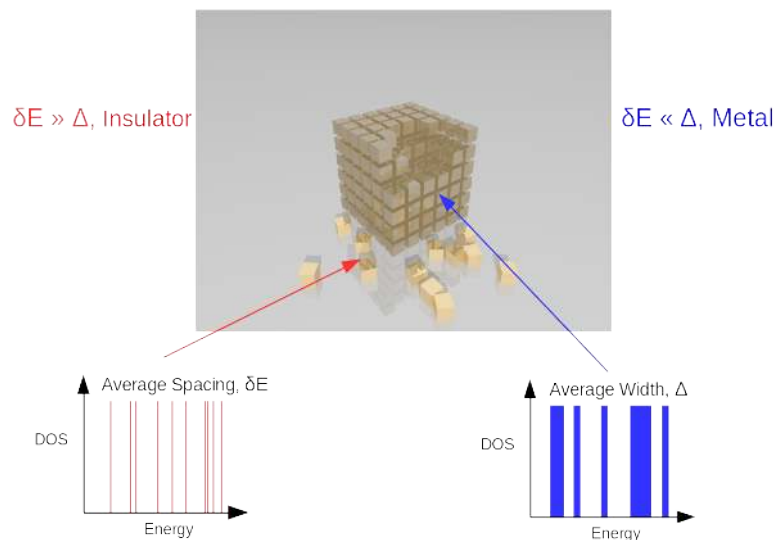 δE » Δ, Insulator
δE « Δ, Metal
Average Spacing, δE
DOS
Energy
Average Width, Δ
DOS
Energy